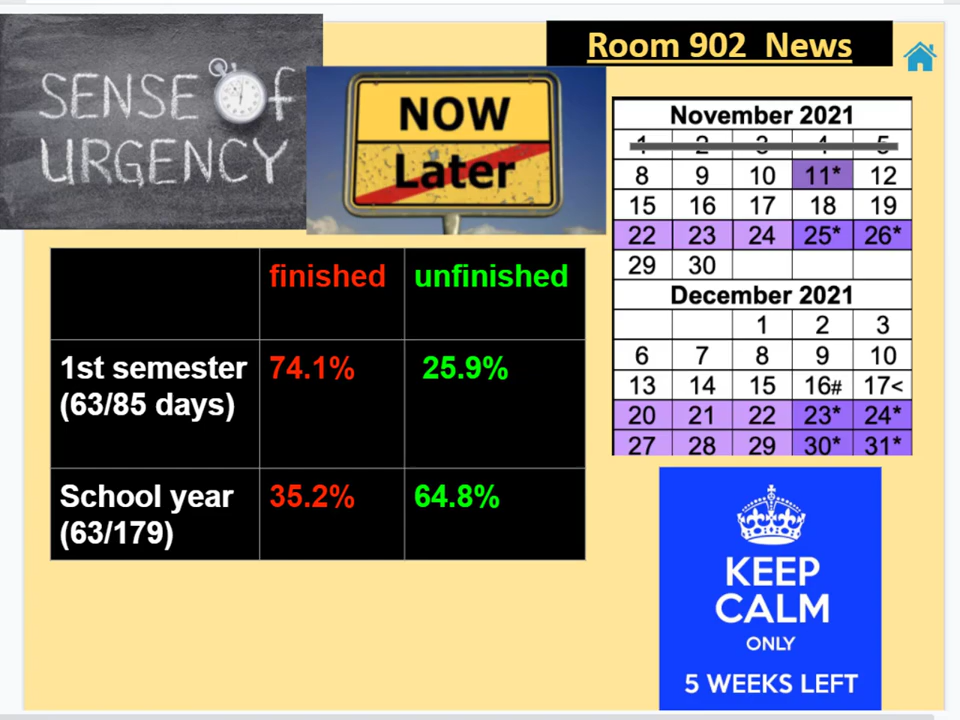 Room 902 News
SENSE Of
URGENCY
NOW
Later
November 2021
1 2 3 4 5
8 9 10 11* 12
15 16 17 18 19
22 23 24 25* 26*
29 30
December 2021
1 2 3
6 7 8 9 10
13 14 15 16# 17<
20 21 22 23* 24*
27 28 29 30* 31*
finished unfinished
1st semester 74.1% 25.9%
(63/85 days)
School year 35.2% 64.8%
(63/179)
KEEP
CALM
ONLY
5 WEEKS LEFT